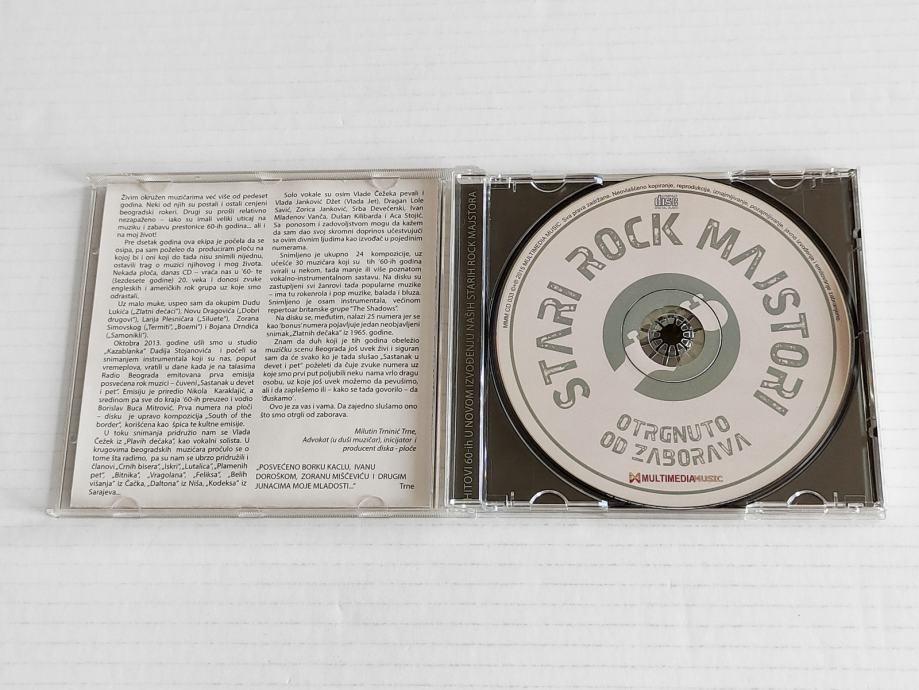 Živim okružen muzičarima već više od pedeset
godina. Neki od njih su postali i ostali cenjeni
beogradski rokeri. Drugi su prošli relativno
nezapaženo – iako su imali veliki uticaj na
muziku i zabavu prestonice 60-ih godina... ali i
na moj život!
Pre desetak godina ova ekipa je počela da se
osipa, pa sam poželeo da produciram ploču na
kojoj bi i oni koji do tada nisu snimili nijednu,
ostavili trag o muzici njihovog i mog života.
Nekada ploča, danas CD – vraća nas u '60- te
(šezdesete godine) 20. veka i donosi zvuke
engleskih i američkih rok grupa uz koje smo
odrastali.
Uz malo muke, uspeo sam da okupim Dudu
Lukića („Zlatni dečaci"), Novu Dragovića („Dobri
drugovi"), Lanja Plesničara („Siluete"), Zorana
Simovskog („Termiti" „Boemi") i Bojana Drndića
(„Samonikli").
Oktobra 2013. godine ušli smo u studio
„Kazablanka" Dadija Stojanovića i počeli sa
snimanjem instrumentala koji su nas, poput
vremeplova, vratili u dane kada je na talasima
Radio Beograda emitovana prva emisija
posvećena rok muzici – čuveni „Sastanak u devet
i pet". Emisiju je priredio Nikola Karaklajić, a
sredinom pa sve do kraja '60-ih preuzeo i vodio
Borislav Buca Mitrović. Prva numera na ploči
- disku je upravo kompozicija „South of the
border", korišćena kao špica te kultne emisije.
U toku snimanja pridružio nam se Vlada
Čežek iz „Plavih dečaka", kao vokalni solista. U
krugovima beogradskih muzičara pročulo se o
tome šta radimo, pa su nam se ubrzo pridružili i
članovi „Crnih bisera", „Iskri", „Lutalica", „Plamenih
pet", „Bitnika", „Vragolana", „Feliksa", „Belih
višanja" iz Čačka, „Daltona" iz Niša, „Kodeksa" iz
Sarajeva...
Solo vokale su osim Vlade Čežeka pevali i
Vlada Janković Džet (Vlada Jet), Dragan Lole
Savić, Zorica Janković, Srba Devečerski, Ivan
Mladenov Vanča, Dušan Kilibarda i Aca Stojić.
Sa ponosom i zadovoljstvom mogu da kažem
da sam dao svoj skromni doprinos učestvujući
sa ovim divnim ljudima kao izvođač u pojedinim
numerama.
Snimljeno je ukupno 24 kompozicije, uz
učešće 30 muzičara koji su tih '60-ih godina
svirali u nekom, tada manje ili više poznatom
vokalno-instrumentalnom sastavu. Na disku su
zastupljeni svi žanrovi tada popularne muzike
– ma tu rokenrola i pop muzike, balada i bluza.
Snimljeno je osam instrumentala, većinom
repertoar britanske grupe "The Shadows".
Na disku se, međutim, nalazi 25 numera jer se
kao 'bonus' numera pojavljuje jedan neobjavljeni
snimak „Zlatnih dečaka" iz 1965. godine.
Znam da duh koji je tih godina obeležio
muzičku scenu Beograda još uvek živi i siguran
sam da će svako ko je tada slušao „Sastanak u
devet i pet" poželeti da čuje zvuke numera uz
koje smo prvi put poljubili neku nama vrlo dragu
osobu, uz koje još uvek možemo da pevušimo,
ali i da zaplešemo ili – kako se tada govorilo – da
'đuskamo'.
Ovo je za vas i vama. Da zajedno slušamo ono
što smo otrgli od zaborava.
Milutin Trninić Trne,
Advokat (u duši muzičar), inicijator i
producent diska - ploče
„POSVEĆENO BORKU KACLU, IVANU
DOROŠKOM, ZORANU MIŠČEVIĆU I DRUGIM
JUNACIMA MOJE MLADOSTI..."
Trne
HITOVI 60-ih U NOVOM IZVOĐENJU NAŠIH STARIH ROCK MAJSTORA
MMM CD 033 ©℗ 2015 MULTIMEDIA MUSIC. Sva prava zadržana. Neovlašćeno kopiranje, reprodukcija, iznajmljivanje, pozajmljivanje, javno izvođenje i emitovanje zabranjeno
COMPACT disc
STARI ROCK MAJSTORI
OTRGNUTO
OD ZABORAVA
MULTIMEDIAMUSIC